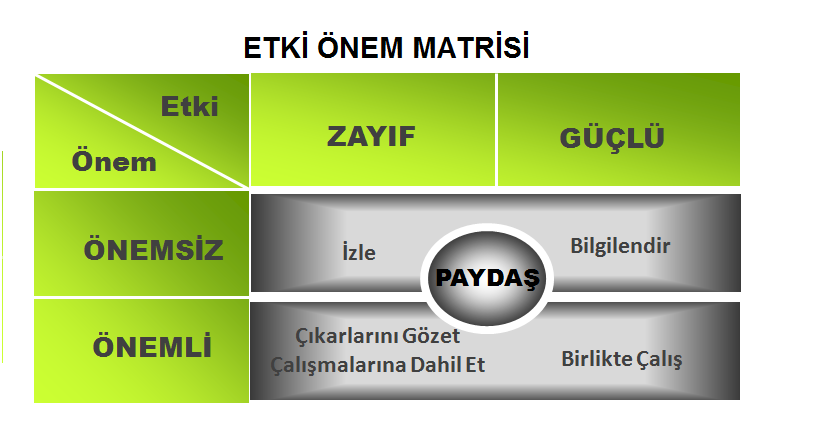 ETKİ ÖNEM MATRİSİ
Etki
Önem
ZAYIF
GÜÇLÜ
ÖNEMSİZ
İzle
Bilgilendir
PAYDAŞ
ÖNEMLİ
Çıkarlarını Gözet
Çalışmalarına Dahil Et
Birlikte Çalış